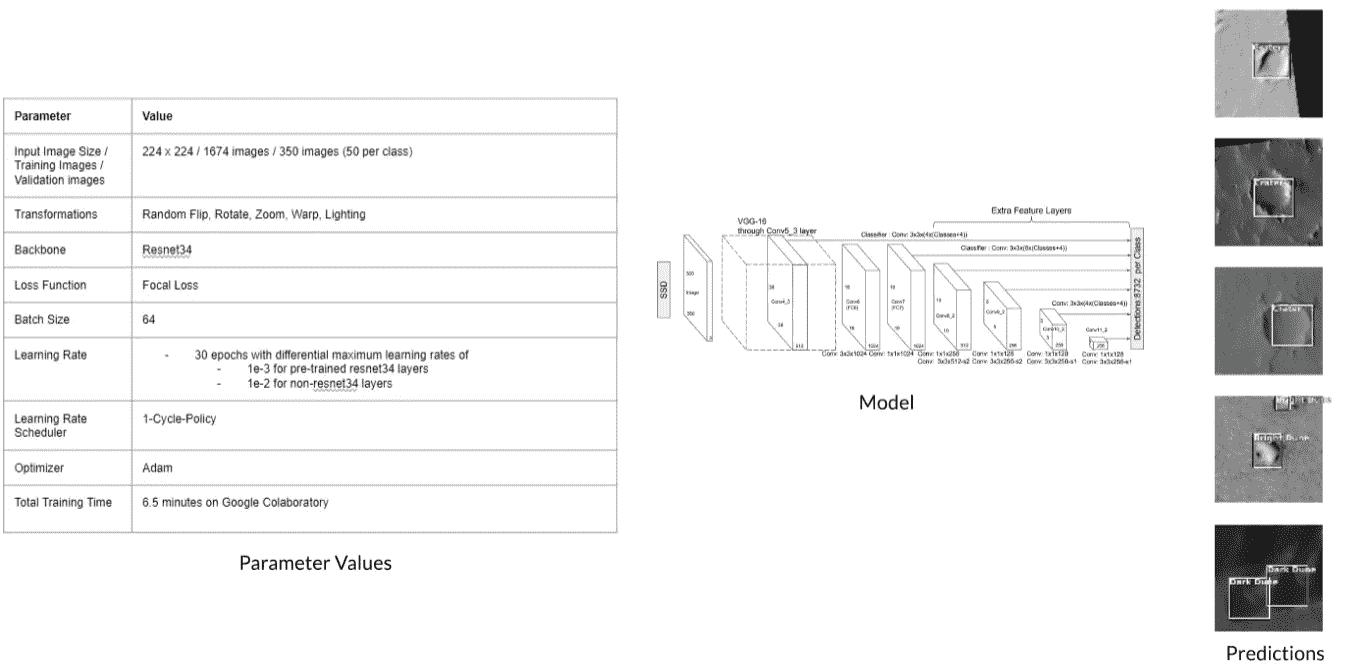 Parameter Value
Input Image Size / 224 x 224 / 1674 images / 350 images (50 per class)
Training Images /
Validation images
Transformations Random Flip, Rotate, Zoom, Warp, Lighting
Backbone Resnet34
Loss Function Focal Loss
Batch Size 64
Learning Rate - 30 epochs with differential maximum learning rates of
- 1e-3 for pre-trained resnet34 layers
- 1e-2 for non-resnet34 layers
Learning Rate 1-Cycle-Policy
Scheduler
Optimizer Adam
Total Training Time 6.5 minutes on Google Colaboratory
Parameter Values
Extra Feature Layers
VGG-16
through Conv5_3 layer
Classifier : Conv: 3x3x(4x(Classes+4))
Classifier : Conv: 3x3x(6x(Classes+4))
Conv: 3x3x(4x(Classes+4))
SSD
300
Image
300
3
38
Conv4_3
38
512
19
Conv6
(FC6)
19
1024
19
Conv7
(FC7)
19
1024
10
Conv8_2
10
512
5
Conv9_2
5
256
3
Conv10_2
3
256
Conv11_2
256
Detections:8732 per Class
Conv: 3x3x1024 Conv: 1x1x1024 Conv: 1x1x256 Conv: 1x1x128 Conv: 1x1x128 Conv: 1x1x128
Conv: 3x3x512-s2 Conv: 3x3x256-s2 Conv: 3x3x256-s1 Conv: 3x3x256-s1
Model
Crater
Crater
Bright Dune
Dark Dune
Dark Dune
Predictions